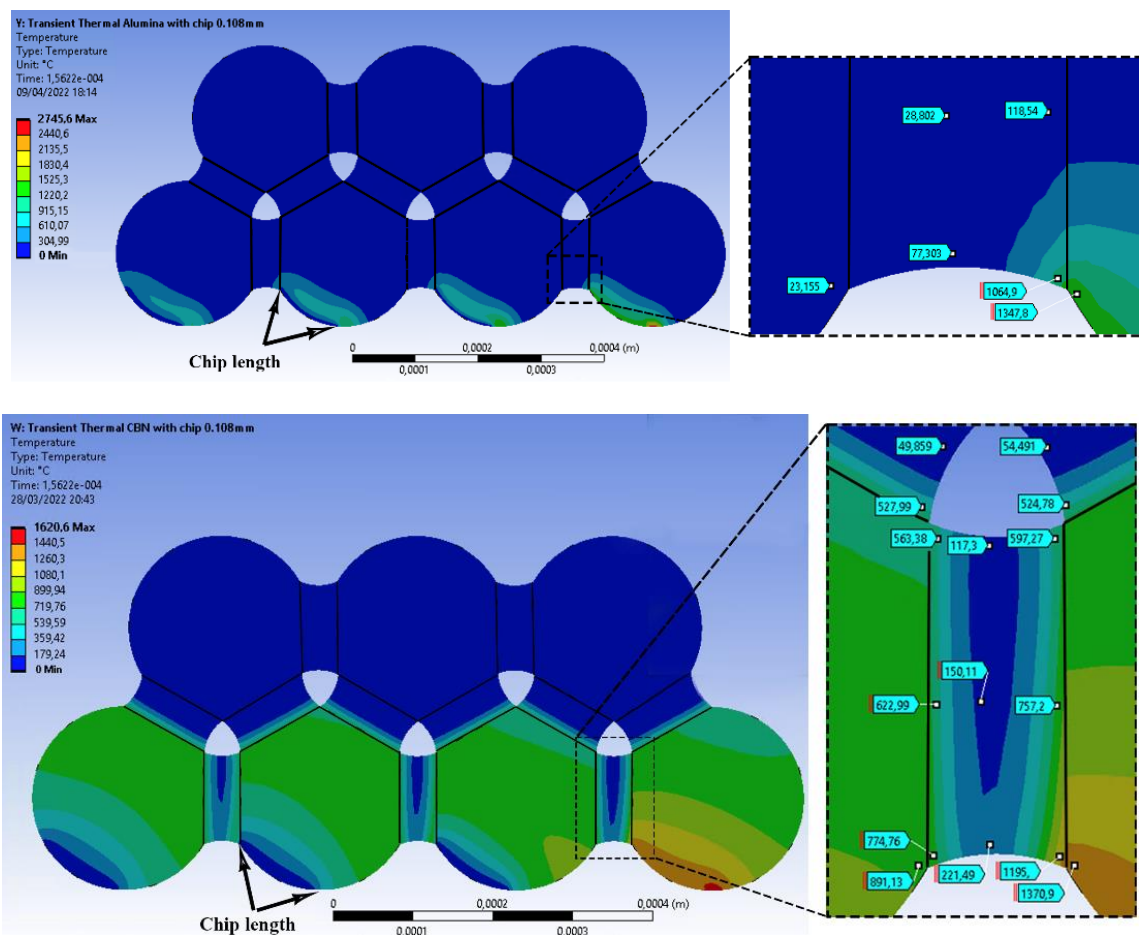 Y: Transient Thermal Alumina with chip 0.108mm
Temperature
Type: Temperature
Unit: °C
Time: 1,5622e-004
09/04/2022 18:14
2745,6 Max
2440,6
2135,5
1830,4
1525,3
1220,2
915,15
610,07
304,99
0 Min
Chip length
0
0,0002
0,0004 (m)
0,0001
0,0003
28,802
118,54
77,303
23,155
1064,9
1347,8
W: Transient Thermal CBN with chip 0.108mm
Temperature
Type: Temperature
Unit: °C
Time: 1,5622e-004
28/03/2022 20:43
1620,6 Max
1440,5
1260,3
1080,1
899,94
719,76
539,59
359,42
179,24
0 Min
Chip length
0
0,0002
0,0004 (m)
0,0001
0,0003
49,859
54,491
527,99
524,78
563,38
117,3
597,27
150,11
622,99
757,2
774,76
891,13
221,49
1195,
1370,9